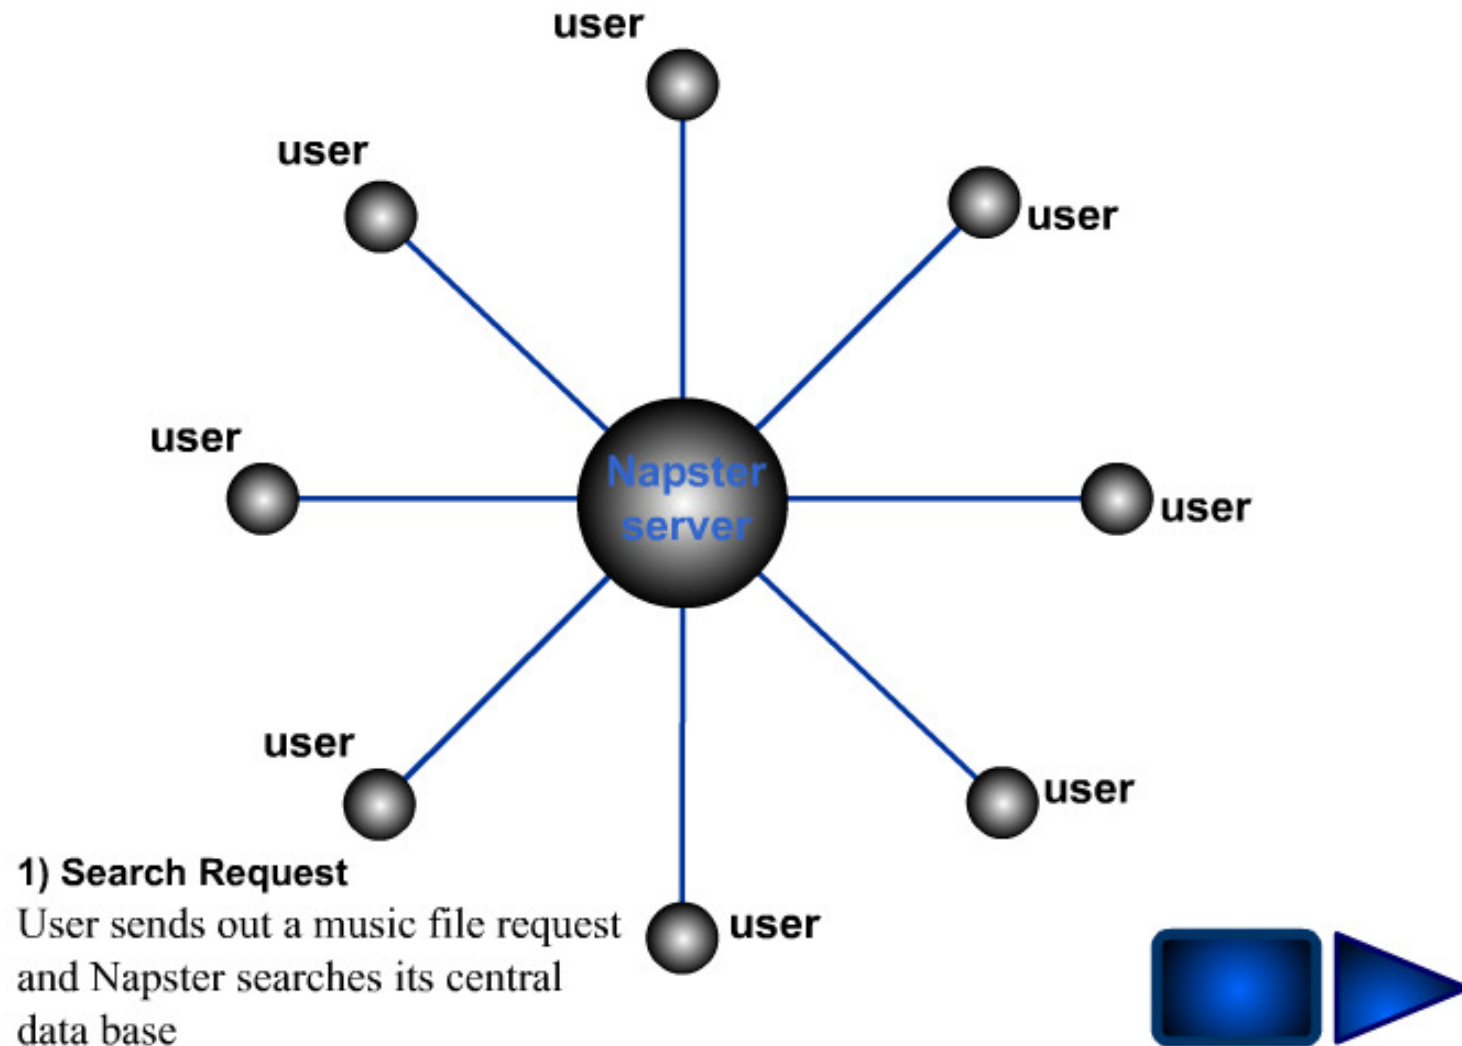 user
user
user
user
Napster
server
user
user
user
1) Search Request
User sends out a music file request
and Napster searches its central
data base
user